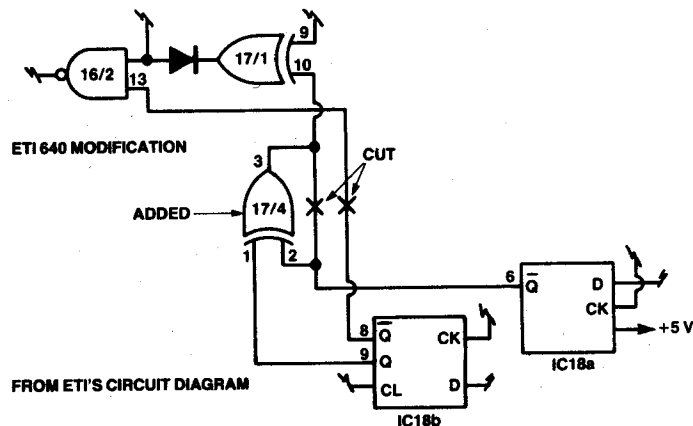 9
17/1
10
16/2
13
ETI 640 MODIFICATION
3
CUT
17/4
ADDED
1
2
6
Q
D
CK
+5 V
8
Q
CK
9
Q
IC18a
CL
D
FROM ETI'S CIRCUIT DIAGRAM
IC18b